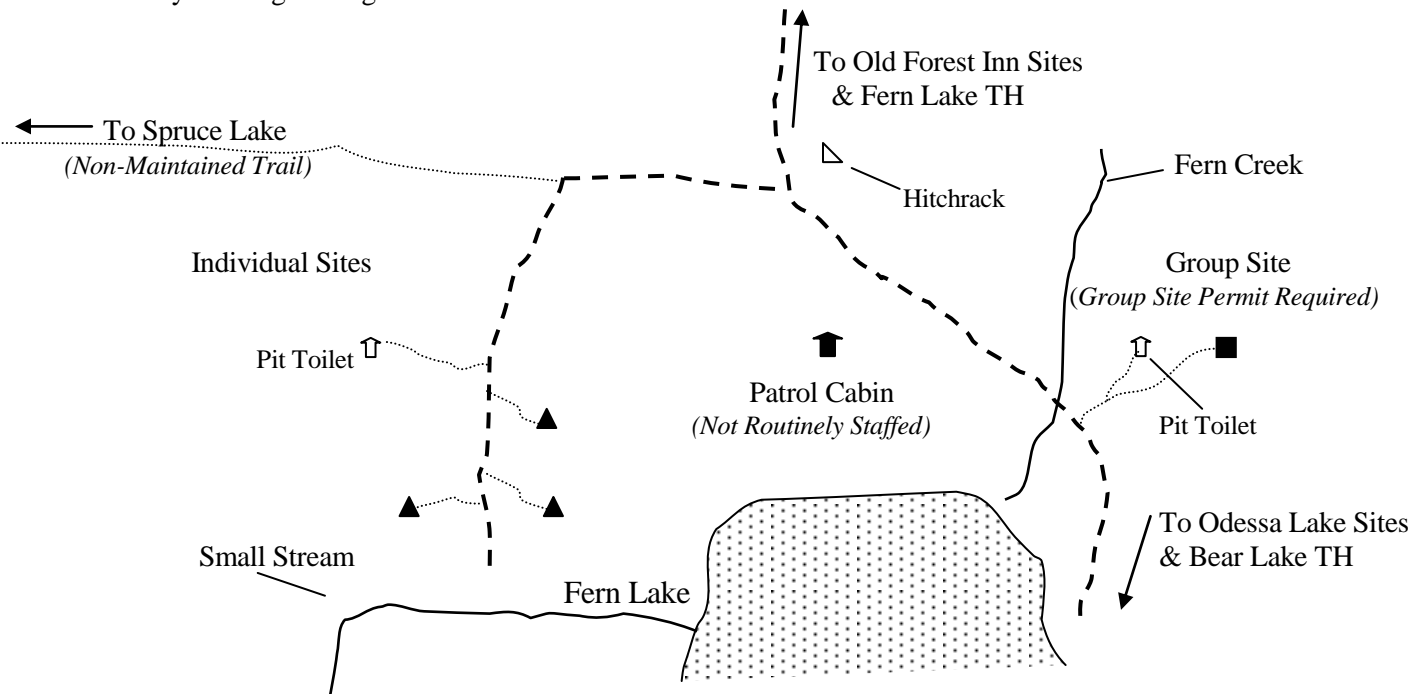 To Old Forest Inn Sites
& Fern Lake TH
To Spruce Lake
(Non-Maintained Trail)
Hitchrack
Fern Creek
Individual Sites
Group Site
(Group Site Permit Required)
Pit Toilet
Patrol Cabin
(Not Routinely Staffed)
Pit Toilet
To Odessa Lake Sites
& Bear Lake TH
Small Stream
Fern Lake